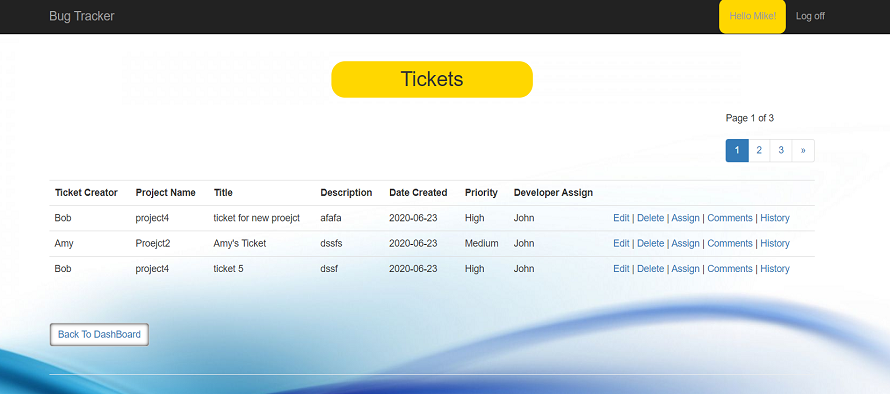 Bug Tracker Hello Mike! Log off
Tickets
Page 1 of 3
1 2 3 »
Ticket Creator Project Name Title Description Date Created Priority Developer Assign
Bob project4 ticket for new proejct afafa 2020-06-23 High John Edit | Delete | Assign | Comments | History
Amy Proejct2 Amy's Ticket dssfs 2020-06-23 Medium John Edit | Delete | Assign | Comments | History
Bob project4 ticket 5 dssf 2020-06-23 High John Edit | Delete | Assign | Comments | History
Back To DashBoard